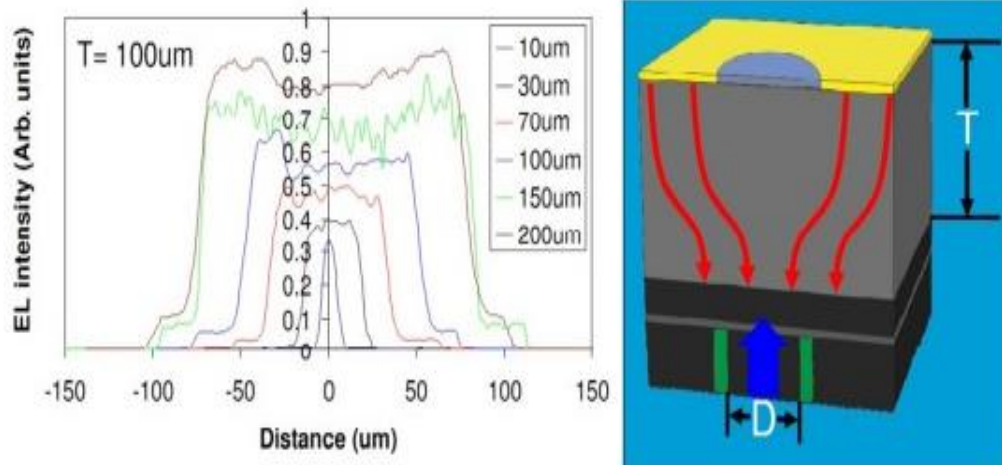 T= 100um
EL intensity (Arb. units)
1
0.9
0.8
0.7
0.6
0.5
0.4
0.3
0.2
0.1
0
-150
-100
-50
0
50
100
150
Distance (um)
10um
30um
70um
100um
150um
200um
T
D